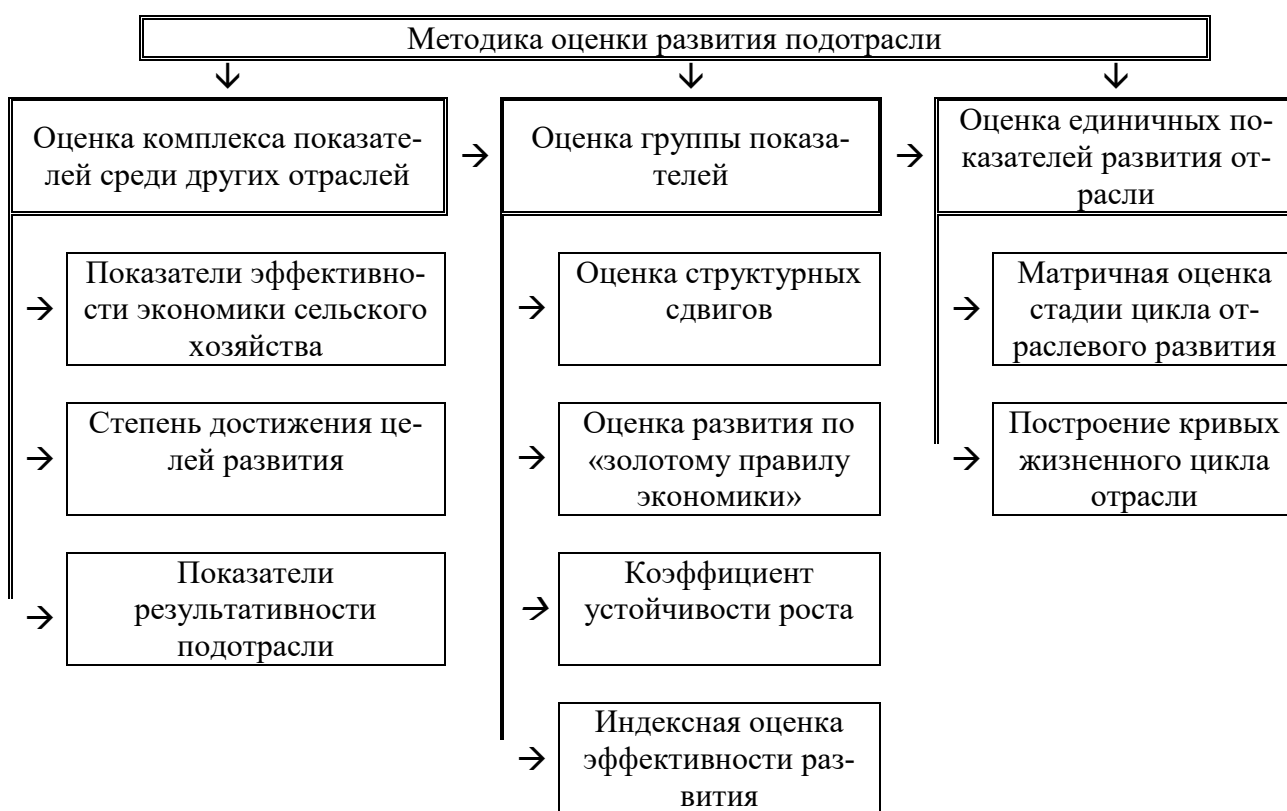 Методика оценки развития подотрасли
Оценка комплекса показате-
лей среди других отраслей
Оценка группы показа-
телей
Оценка единичных по-
казателей развития от-
расли
Показатели эффективно-
сти экономики сельского
хозяйства
Оценка структурных
сдвигов
Матричная оценка
стадии цикла от-
раслевого развития
Степень достижения це-
лей развития
Оценка развития по
«золотому правилу
экономики»
Построение кривых
жизненного цикла
отрасли
Показатели
результативности
подотрасли
Коэффициент
устойчивости роста
Индексная оценка
эффективности раз-
вития